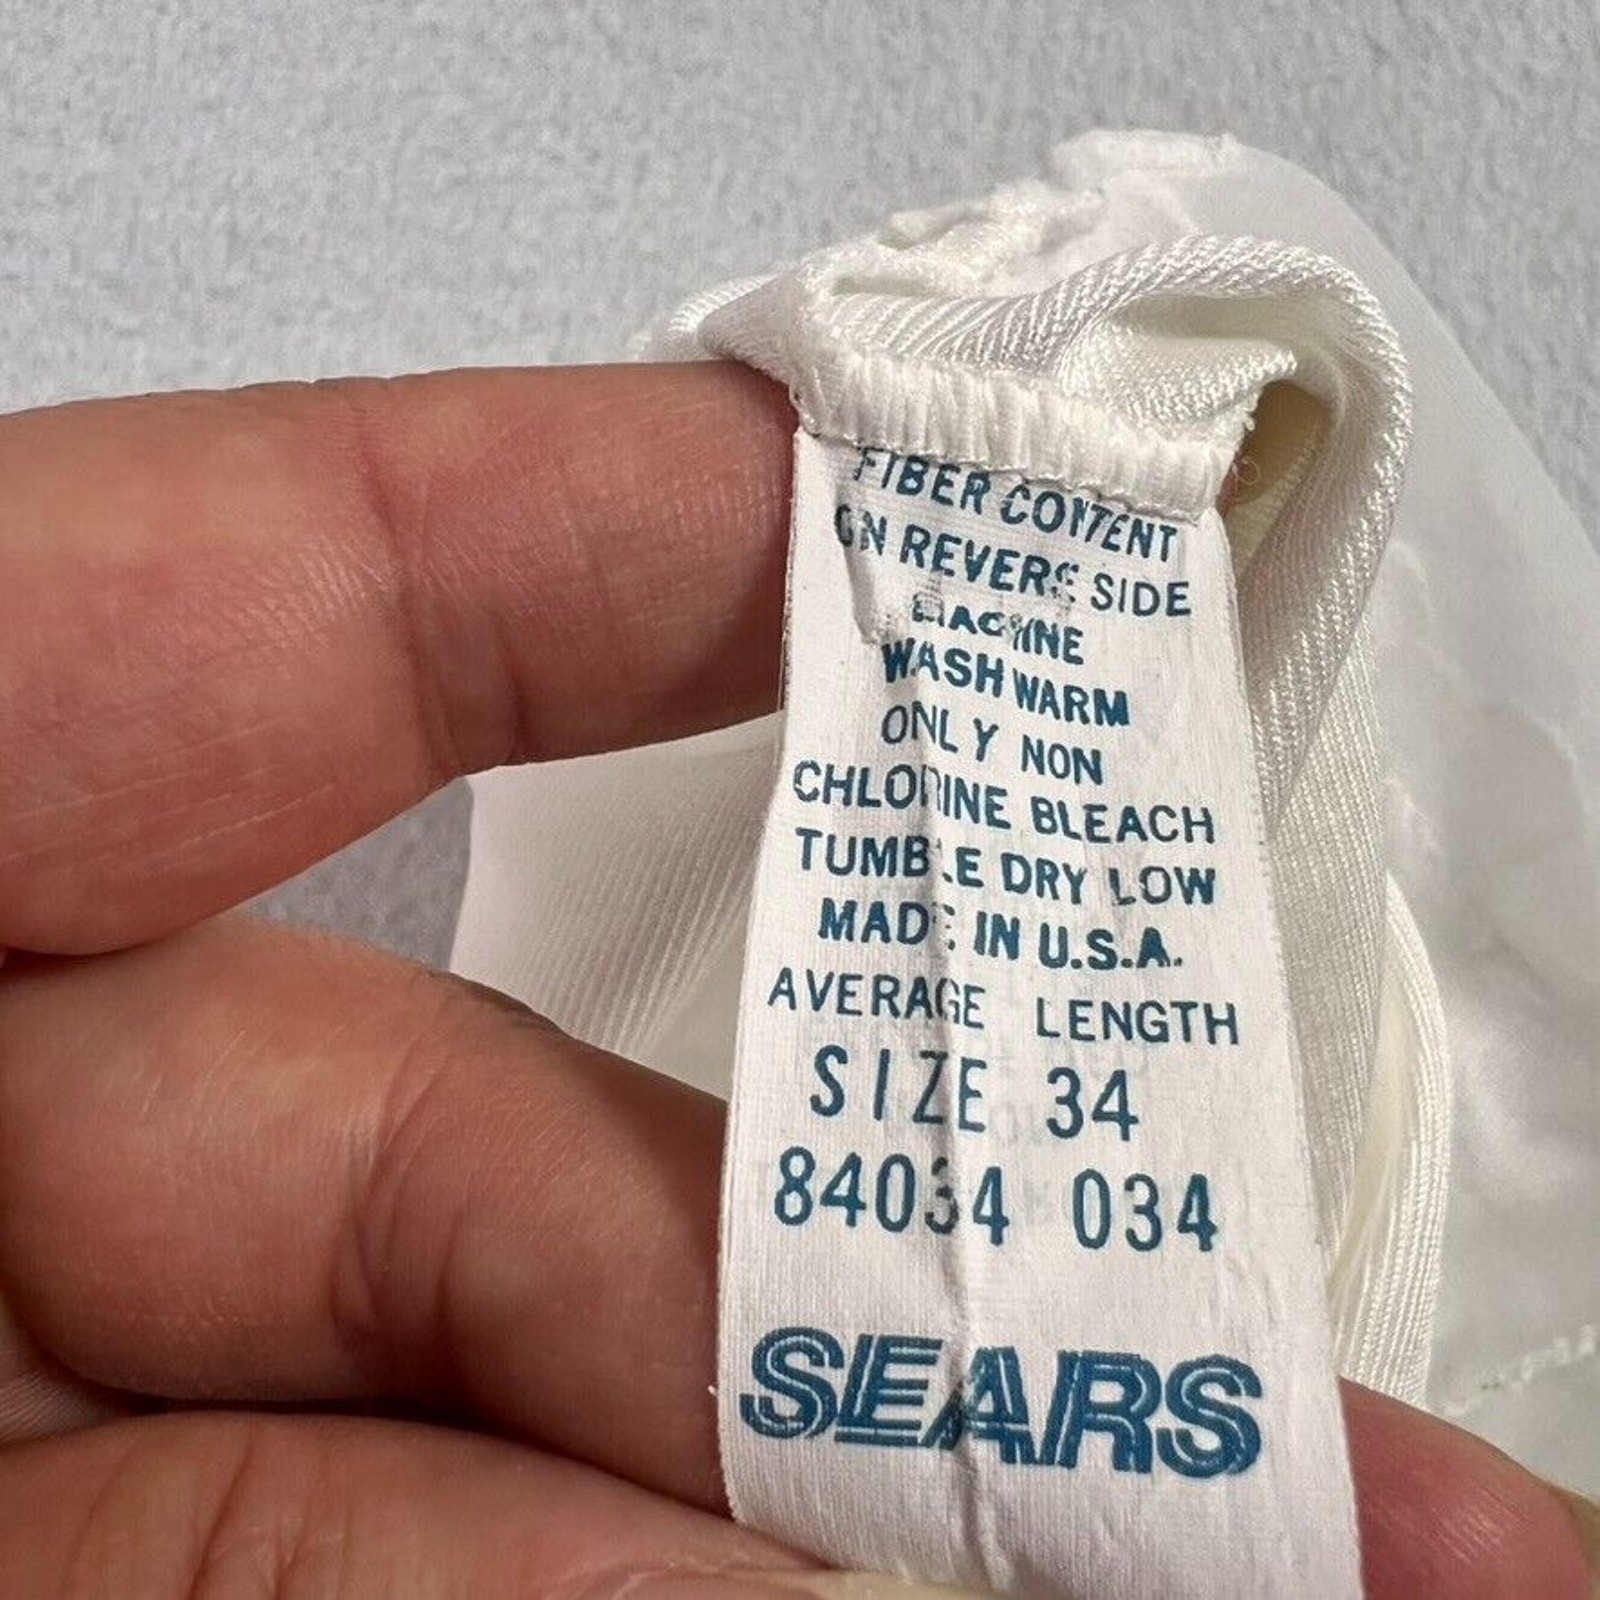 FIBER CONTENT
ON REVERSE SIDE
MACHINE
WASH WARM
ONLY NON
CHLORINE BLEACH
TUMBLE DRY LOW
MADE IN U.S.A.
AVERAGE LENGTH
SIZE 34
84034 034
SEARS